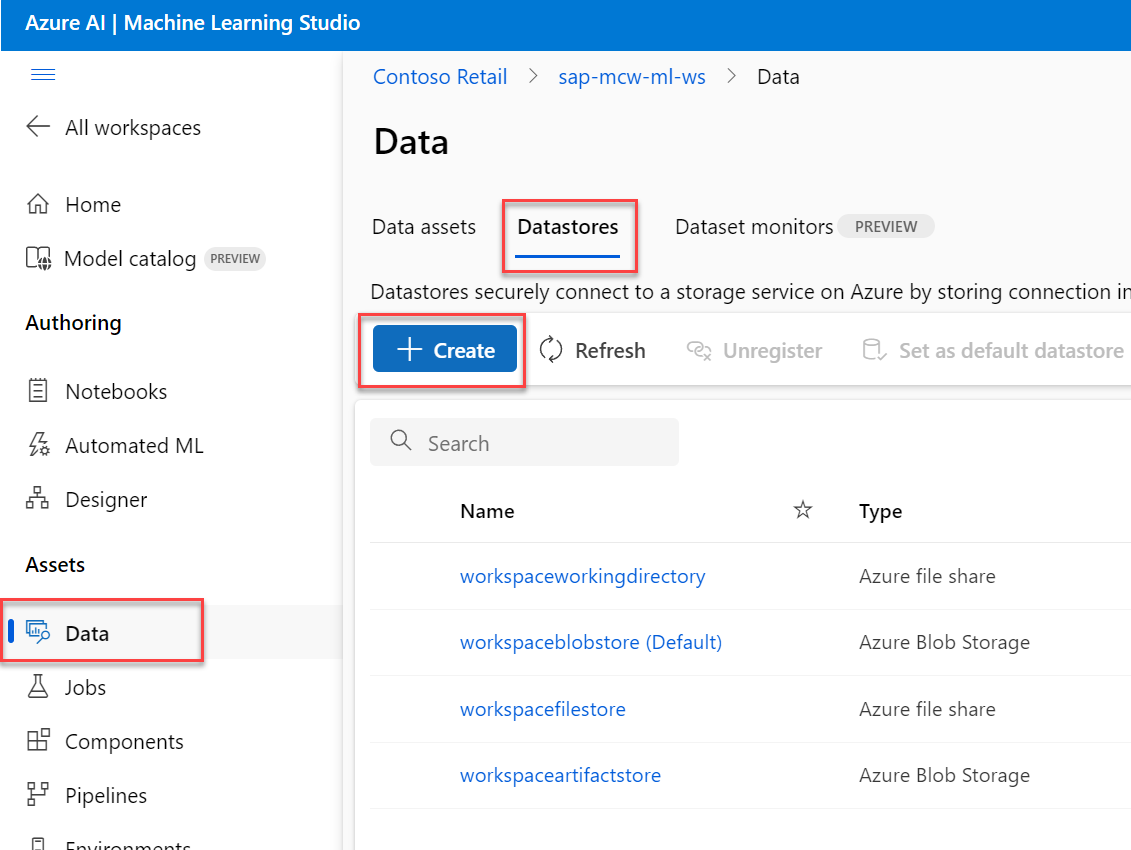 Azure AI | Machine Learning Studio
All workspaces
Home
Model catalog PREVIEW
Authoring
Notebooks
Automated ML
Designer
Assets
Data
Jobs
Components
Pipelines
Environments
Contoso Retail > sap-mcw-ml-ws > Data
Data
Data assets Datastores Dataset monitors PREVIEW
Datastores securely connect to a storage service on Azure by storing connection in
Create Refresh Unregister Set as default datastore
Search
Name Type
workspaceworkingdirectory Azure file share
workspaceblobstore (Default) Azure Blob Storage
workspacefilestore Azure file share
workspaceartifactstore Azure Blob Storage